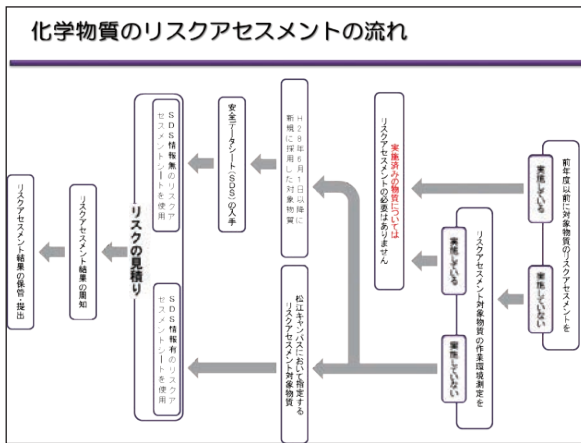 化学物質のリスクアセスメントの流れ
前年度以前に対象物質のリスクアセスメントを
実施している
実施していない
リスクアセスメント対象物質の作業環境測定を
実施している
実施していない
実施済みの物質については
リスクアセスメントの必要はありません
H28年6月1日以降に
新規に採用した対象物質
松江キャンパスにおいて指定する
リスクアセスメント対象物質
安全データシート(SDS)の入手
SDS情報無のリスクア
セスメントシートを使用
SDS情報有のリスクア
セスメントシートを使用
リスクの見積り
リスクアセスメント結果の周知
リスクアセスメント結果の保管・提出